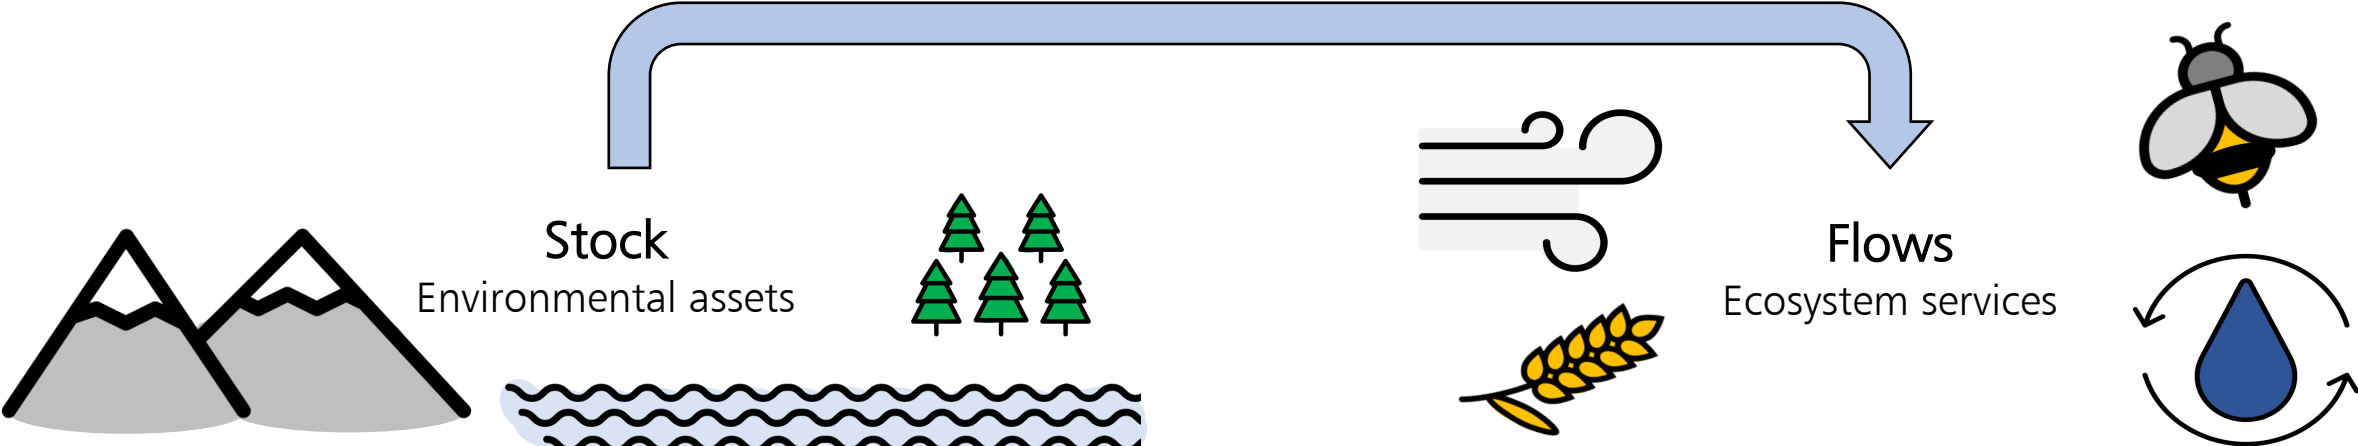 Stock
Environmental assets
Flows
Ecosystem services